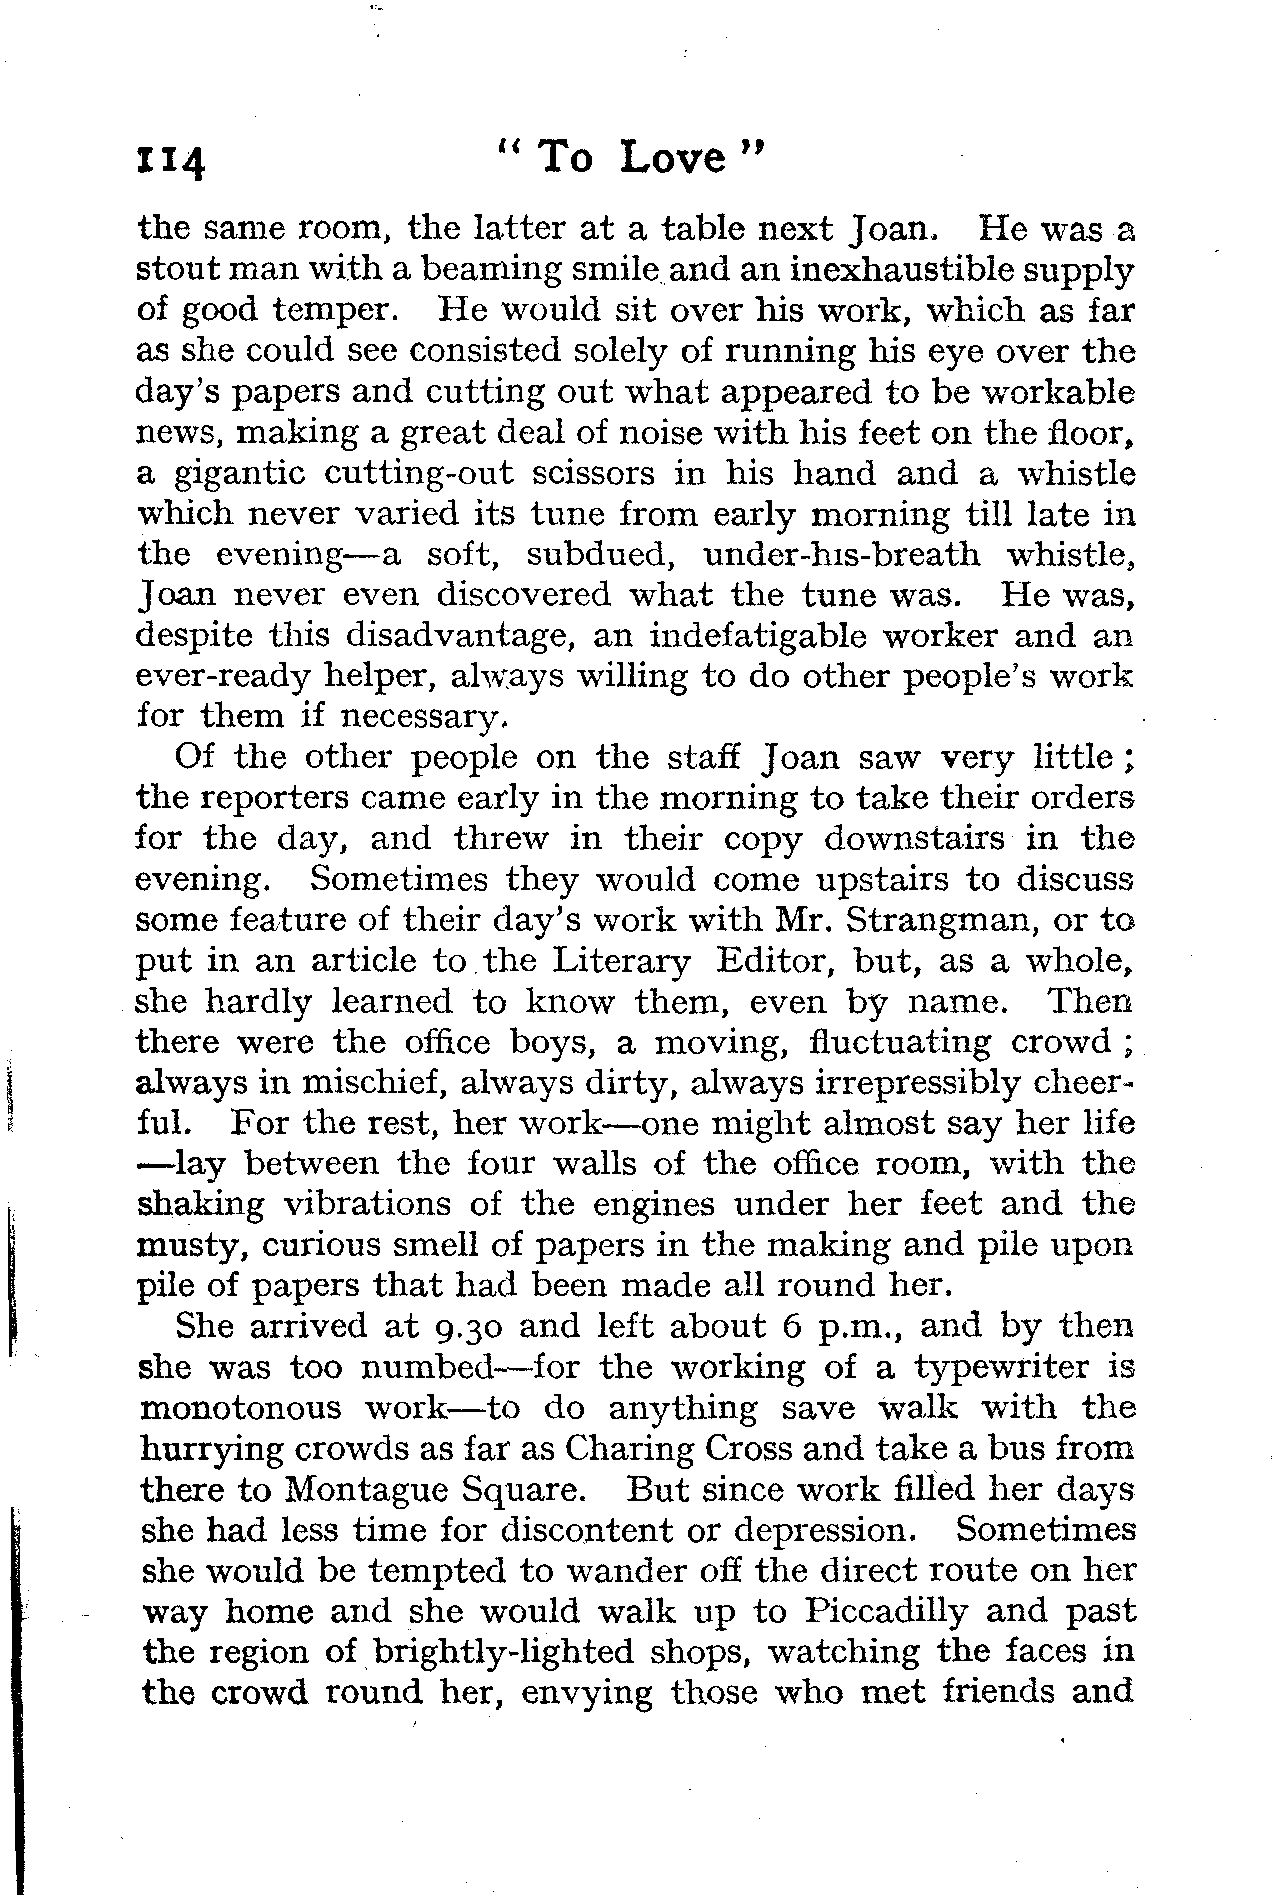 114 “ To Love ”
the same room, the latter at a table next Joan. He was a
stout man with a beaming smile and an inexhaustible supply
of good temper. He would sit over his work, which as far
as she could see consisted solely of running his eye over the
day's papers and cutting out what appeared to be workable
news, making a great deal of noise with his feet on the floor,
a gigantic cutting-out scissors in his hand and a whistle
which never varied its tune from early morning till late in
the evening—a soft, subdued, under-his-breath whistle,
Joan never even discovered what the tune was. He was,
despite this disadvantage, an indefatigable worker and an
ever-ready helper, always willing to do other people's work
for them if necessary.
Of the other people on the staff Joan saw very little ;
the reporters came early in the morning to take their orders
for the day, and threw in their copy downstairs in the
evening. Sometimes they would come upstairs to discuss
some feature of their day's work with Mr. Strangman, or to
put in an article to the Literary Editor, but, as a whole,
she hardly learned to know them, even by name. Then
there were the office boys, a moving, fluctuating crowd ;
always in mischief, always dirty, always irrepressibly cheer-
ful. For the rest, her work—one might almost say her life
—lay between the four walls of the office room, with the
shaking vibrations of the engines under her feet and the
musty, curious smell of papers in the making and pile upon
pile of papers that had been made all round her.
She arrived at 9.30 and left about 6 p.m., and by then
she was too numbed—for the working of a typewriter is
monotonous work—to do anything save walk with the
hurrying crowds as far as Charing Cross and take a bus from
there to Montague Square. But since work filled her days
she had less time for discontent or depression. Sometimes
she would be tempted to wander off the direct route on her
way home and she would walk up to Piccadilly and past
the region of brightly-lighted shops, watching the faces in
the crowd round her, envying those who met friends and